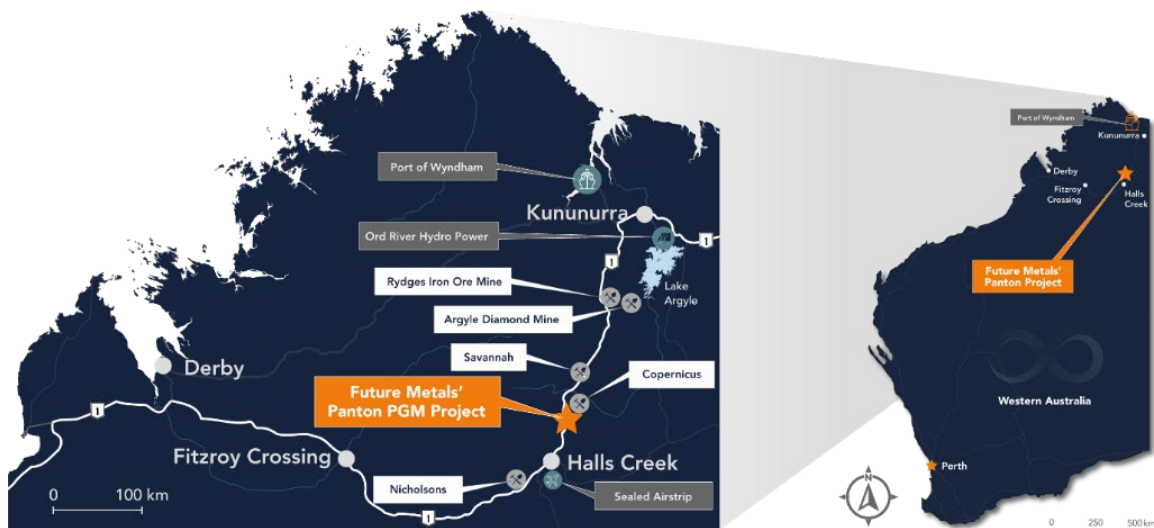 Port of Wyndham
Kununurra
Ord River Hydro Power
1
1
Rydges Iron Ore Mine
Lake
Argyle
Argyle Diamond Mine
Savannah
Copernicus
Derby
Future Metals'
Panton PGM Project
1
Fitzroy Crossing
Halls Creek
Nicholsons
Sealed Airstrip
1
0 100 km
Port of Wyndham
Kununurra
Derby
Fitzroy
Crossing
Halls
Creek
Future Metals'
Panton Project
Western Australia
Perth
N
0 250 500km